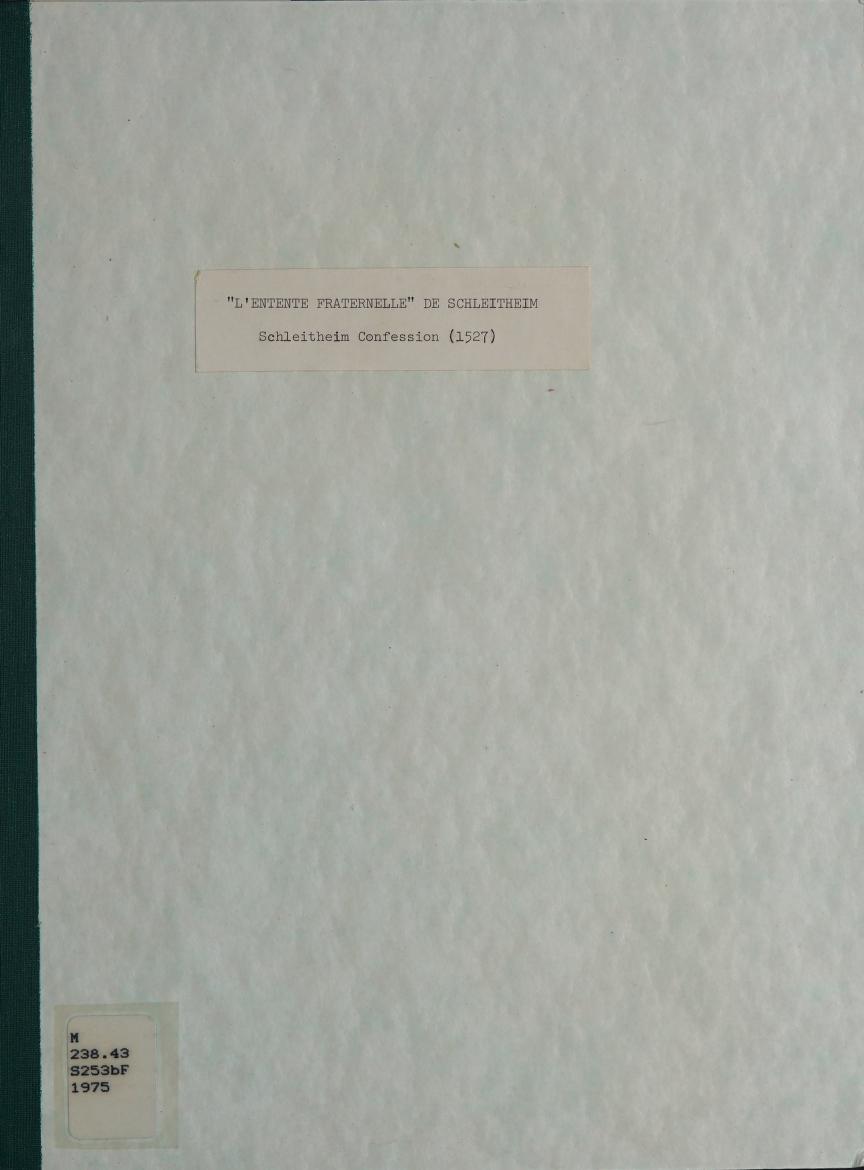 "L'ENTENTE FRATERNELLE" DE SCHLEITHEIM
Schleitheim Confession (1527)
M
238.43
S253bF
1975